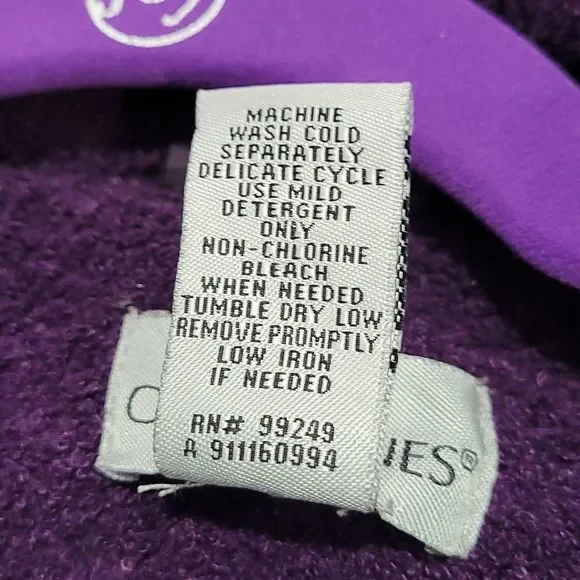 MACHINE
WASH COLD
SEPARATELY
DELICATE CYCLE
USE MILD
DETERGENT
ONLY
NON-CHLORINE
BLEACH
WHEN NEEDED
TUMBLE DRY LOW
REMOVE PROMPTLY
LOW IRON
IF NEEDED
RN# 99249
A 911160994